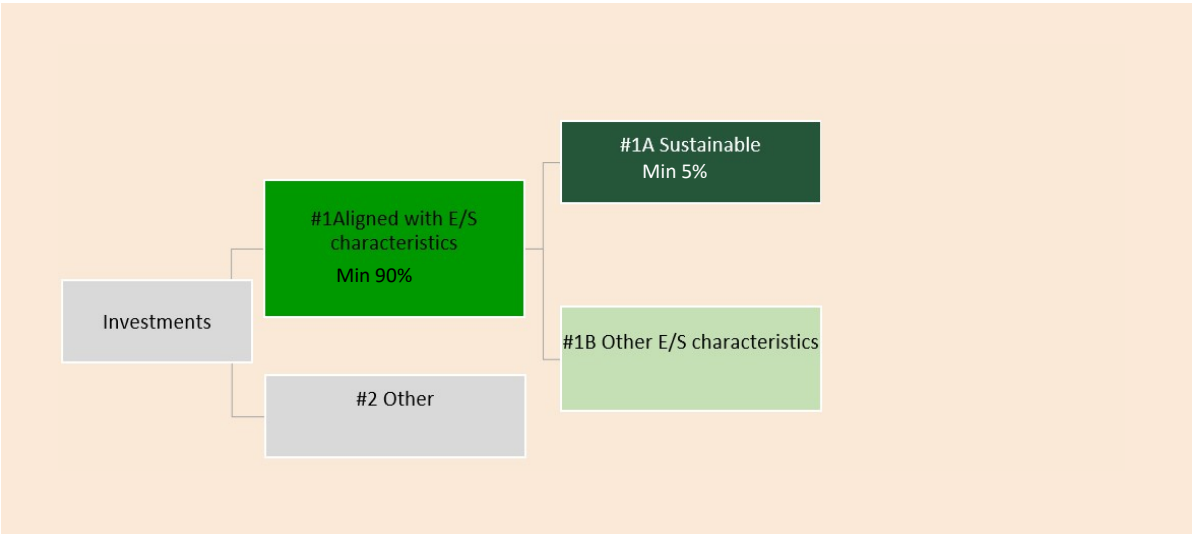 Investments
#1Aligned with E/S
characteristics
Min 90%
#2 Other
#1A Sustainable
Min 5%
#1B Other E/S characteristics